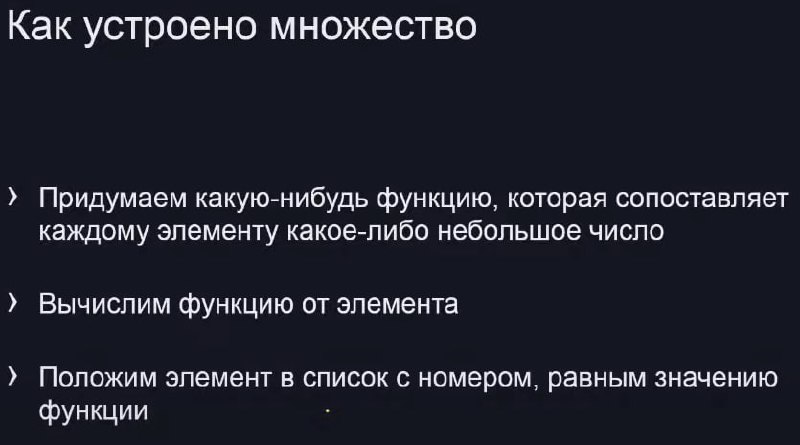 Как устроено множество
Придумаем какую-нибудь функцию, которая сопоставляет
каждому элементу какое-либо небольшое число
Вычислим функцию от элемента
Положим элемент в список с номером, равным значению
функции